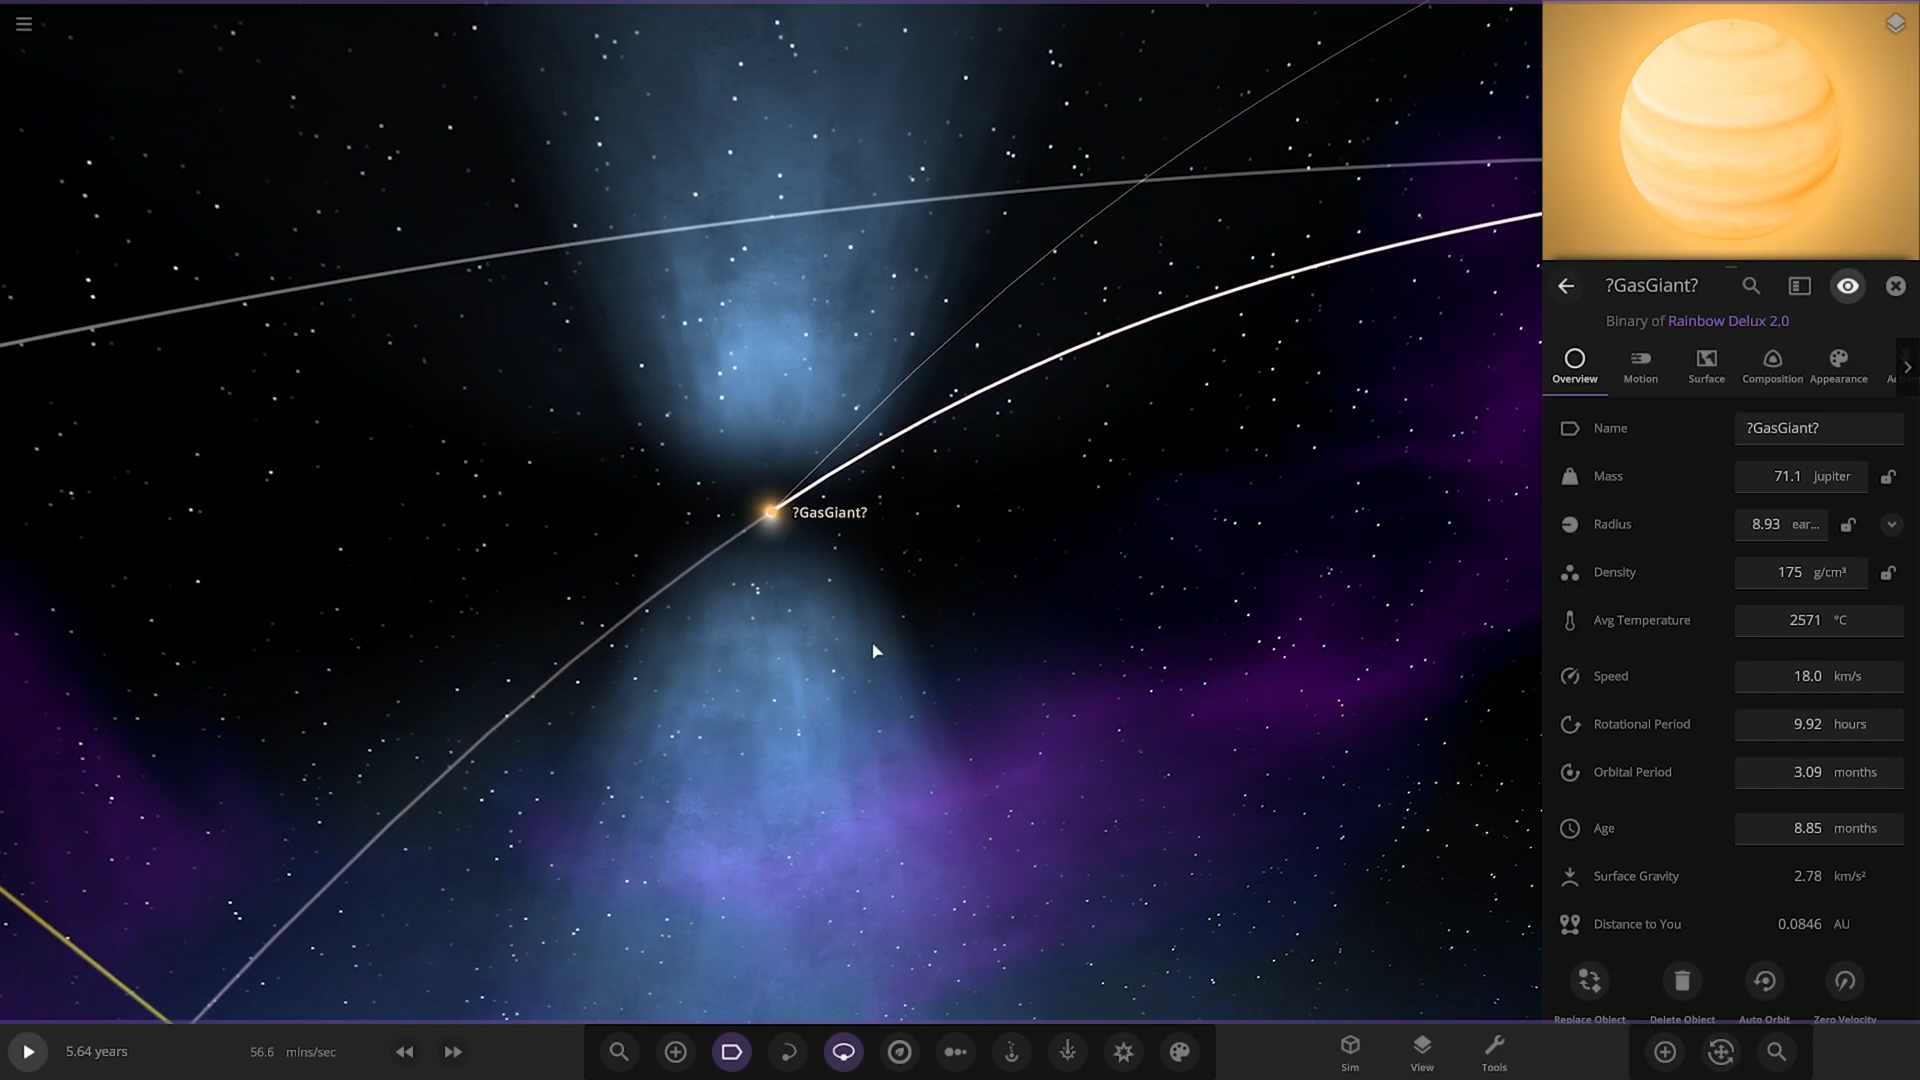 ?GasGiant?
?GasGiant?
Binary of Rainbow Delux 2,0
Overview
Motion
Surface
Composition
Appearance
Name ?GasGiant?
Mass 71.1 jupiter
Radius 8.93 ear...
Density 175 g/cm³
Avg Temperature 2571 °C
Speed 18.0 km/s
Rotational Period 9.92 hours
Orbital Period 3.09 months
Age 8.85 months
Surface Gravity 2.78 km/s²
Distance to You 0.0846 AU
Replace Object
Delete Object
Auto Orbit
Zero Velocity
5.64 years
56.6 mins/sec
Sim
View
Tools